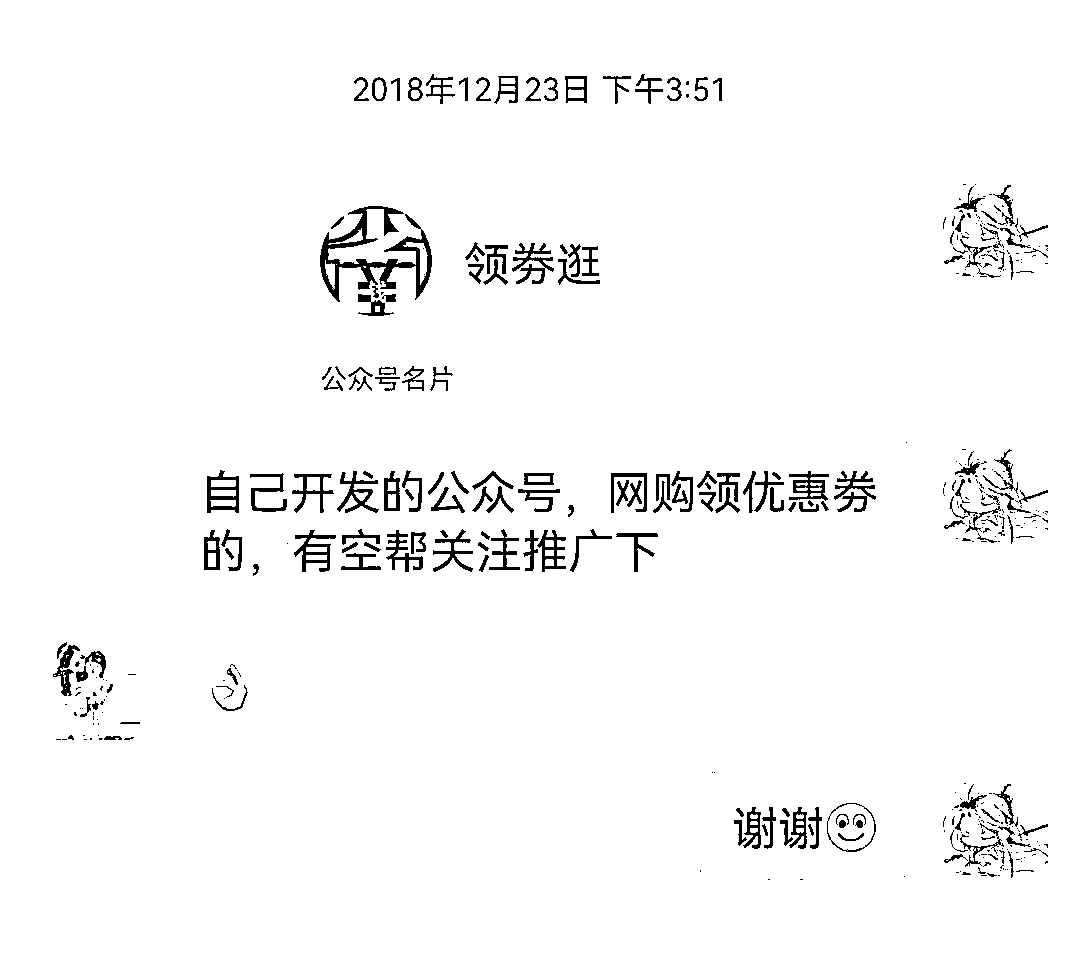 2018年12月23日 下午3:51
领劵逛
公众号名片
自己开发的公众号，网购领优惠劵
的，有空帮关注推广下
谢谢